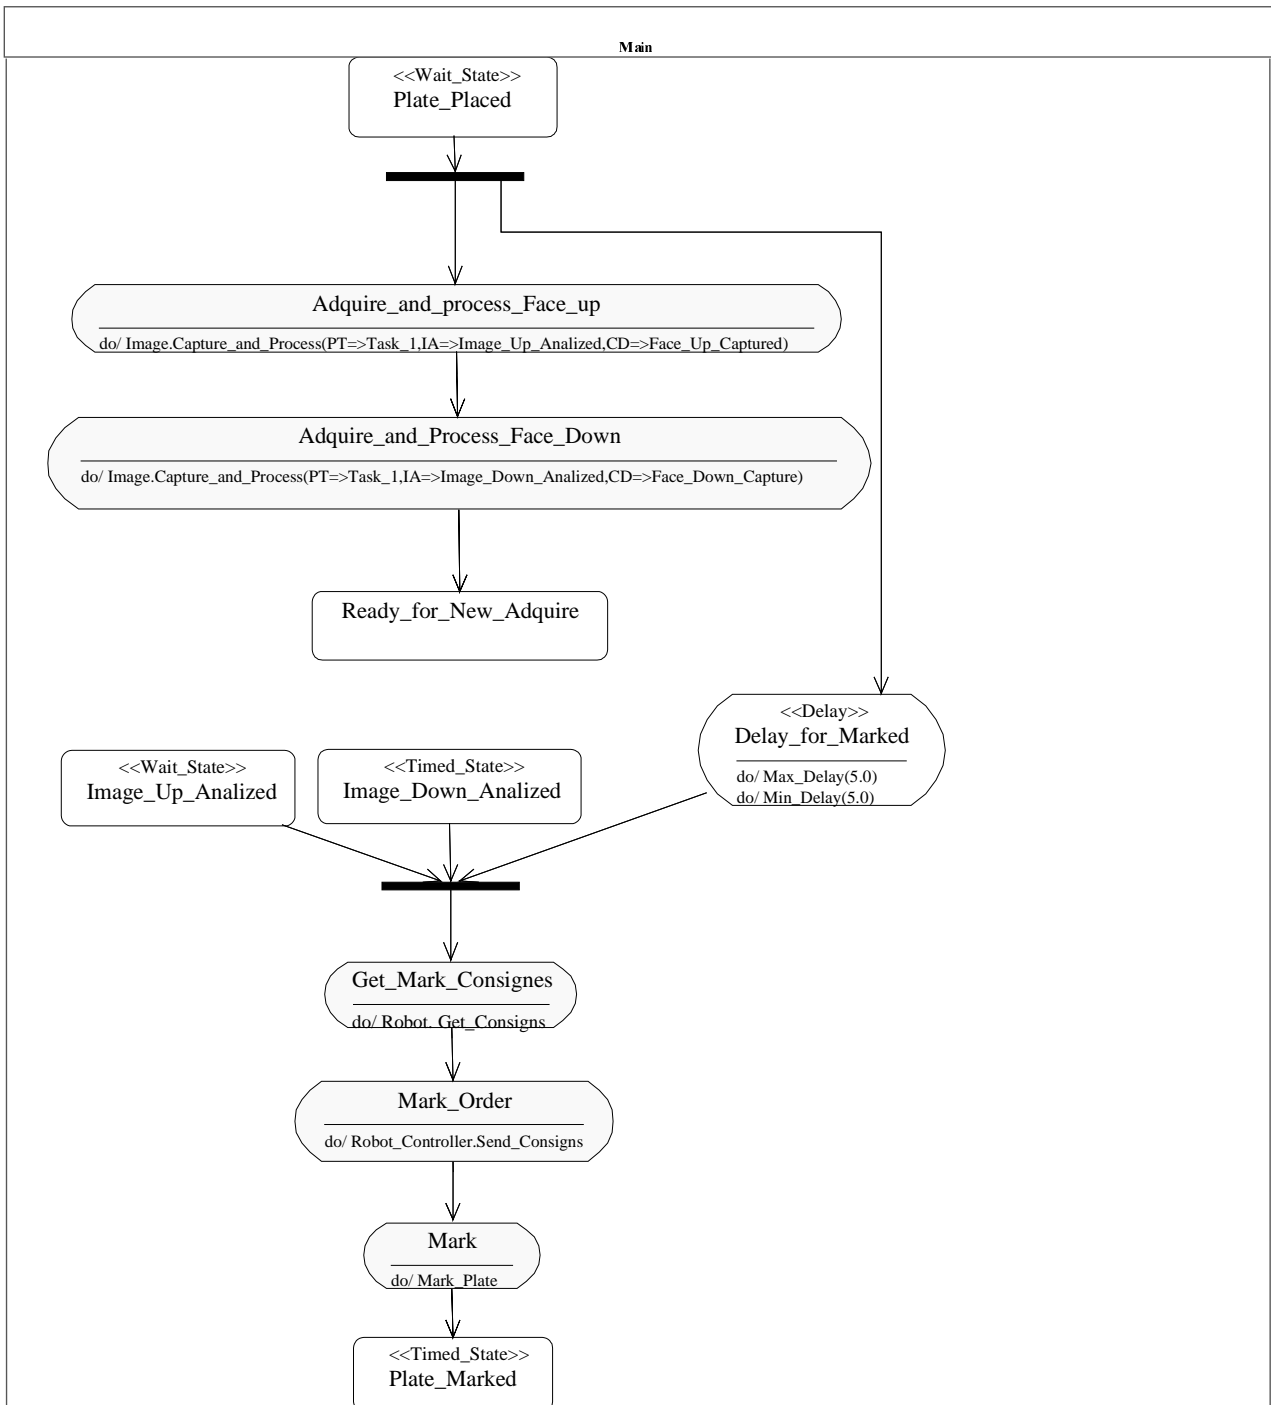 Main
<<Wait_State>>
Plate_Placed
Adquire_and_process_Face_up
do/ Image.Capture_and_Process(PT=>Task_1,IA=>Image_Up_Analized,CD=>Face_Up_Captured)
Adquire_and_Process_Face_Down
do/ Image.Capture_and_Process(PT=>Task_1,IA=>Image_Down_Analized,CD=>Face_Down_Capture)
Ready_for_New_Adquire
<<Delay>>
Delay_for_Marked
do/ Max_Delay(5.0)
do/ Min_Delay(5.0)
<<Wait_State>>
Image_Up_Analized
<<Timed_State>>
Image_Down_Analized
Get_Mark_Consignes
do/ Robot. Get_Consigns
Mark_Order
do/ Robot_Controller.Send_Consigns
Mark
do/ Mark_Plate
<<Timed_State>>
Plate_Marked